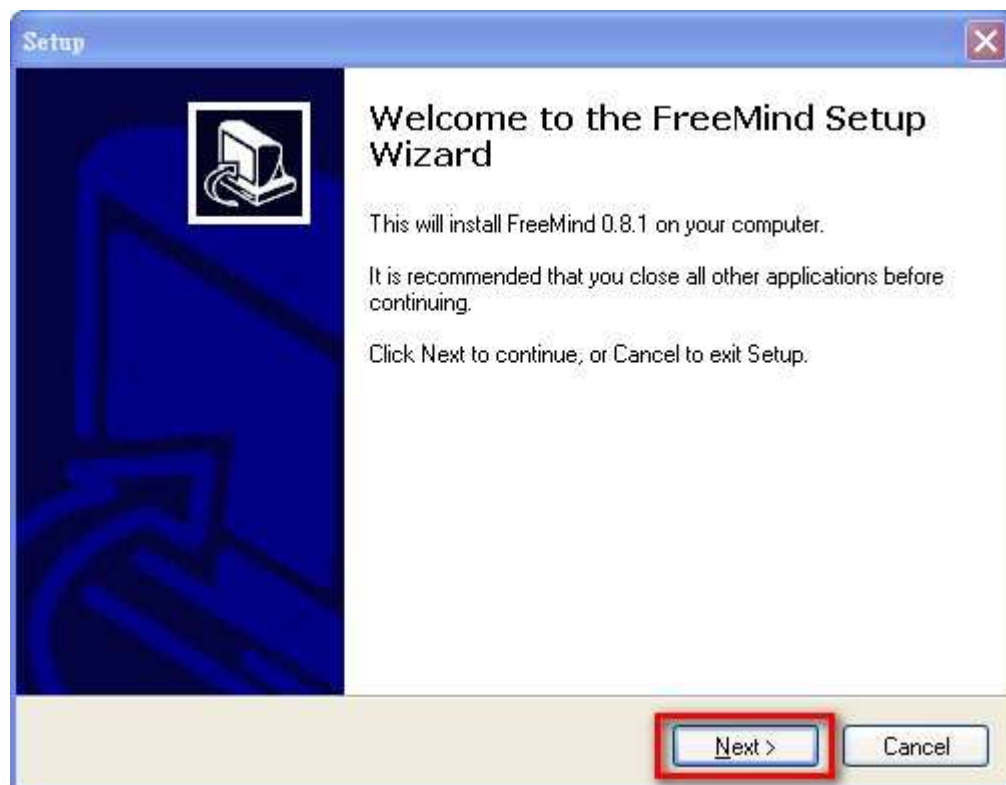 Setup
Welcome to the FreeMind Setup
Wizard
This will install FreeMind 0.8.1 on your computer.
It is recommended that you close all other applications before
continuing.
Click Next to continue, or Cancel to exit Setup.
Next >
Cancel